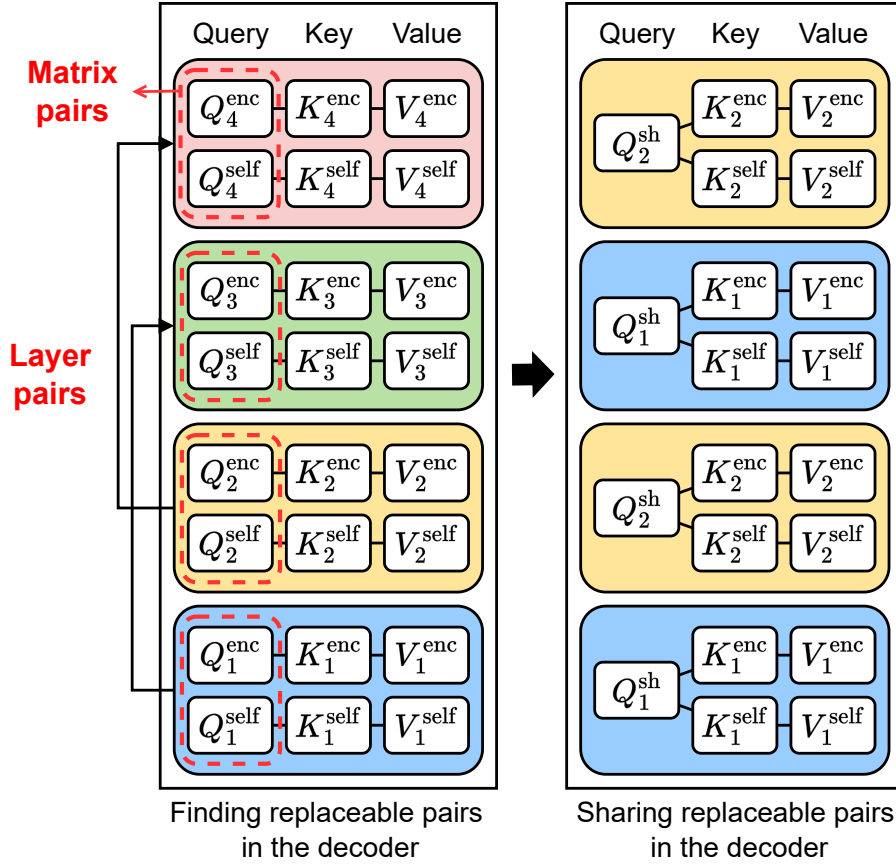 Query Key Value
Matrix
pairs
Q_4^enc K_4^enc V_4^enc
Q_4^self K_4^self V_4^self
Q_3^enc K_3^enc V_3^enc
Q_3^self K_3^self V_3^self
Layer
pairs
Q_2^enc K_2^enc V_2^enc
Q_2^self K_2^self V_2^self
Q_1^enc K_1^enc V_1^enc
Q_1^self K_1^self V_1^self
Finding replaceable pairs
in the decoder
Query Key Value
K_2^enc V_2^enc
Q_2^sh
K_2^self V_2^self
K_1^enc V_1^enc
Q_1^sh
K_1^self V_1^self
K_2^enc V_2^enc
Q_2^sh
K_2^self V_2^self
K_1^enc V_1^enc
Q_1^sh
K_1^self V_1^self
Sharing replaceable pairs
in the decoder